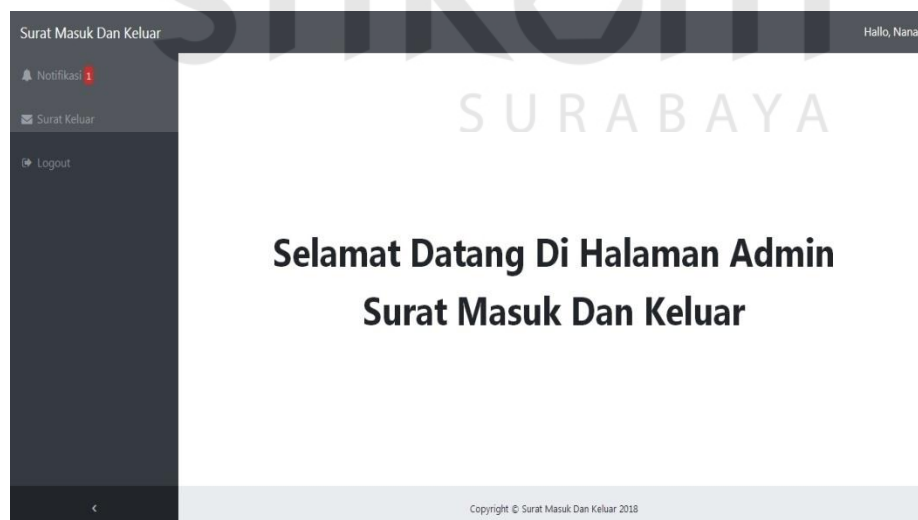 Surat Masuk Dan Keluar
Hallo, Nana
Notifikasi 1
Surat Keluar
Logout
SURABAYA
Selamat Datang Di Halaman Admin
Surat Masuk Dan Keluar
Copyright © Surat Masuk Dan Keluar 2018